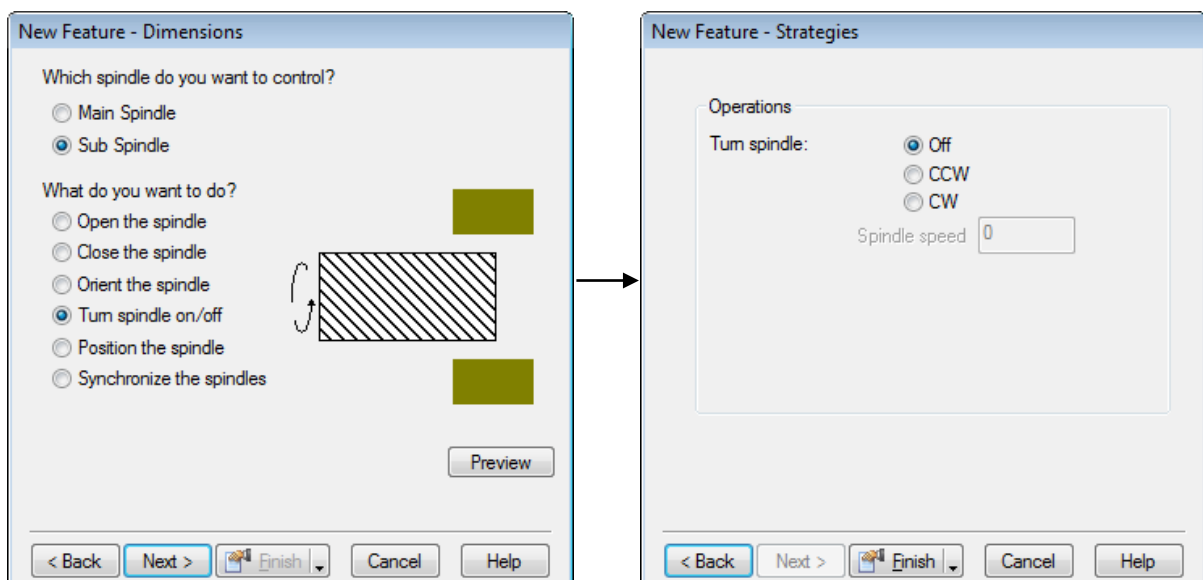 New Feature - Dimensions
Which spindle do you want to control?
Main Spindle
Sub Spindle
What do you want to do?
Open the spindle
Close the spindle
Orient the spindle
Turn spindle on/off
Position the spindle
Synchronize the spindles
Preview
< Back Next > Finish Cancel Help
New Feature - Strategies
Operations
Turn spindle: Off
CCW
CW
Spindle speed 0
< Back Next > Finish Cancel Help